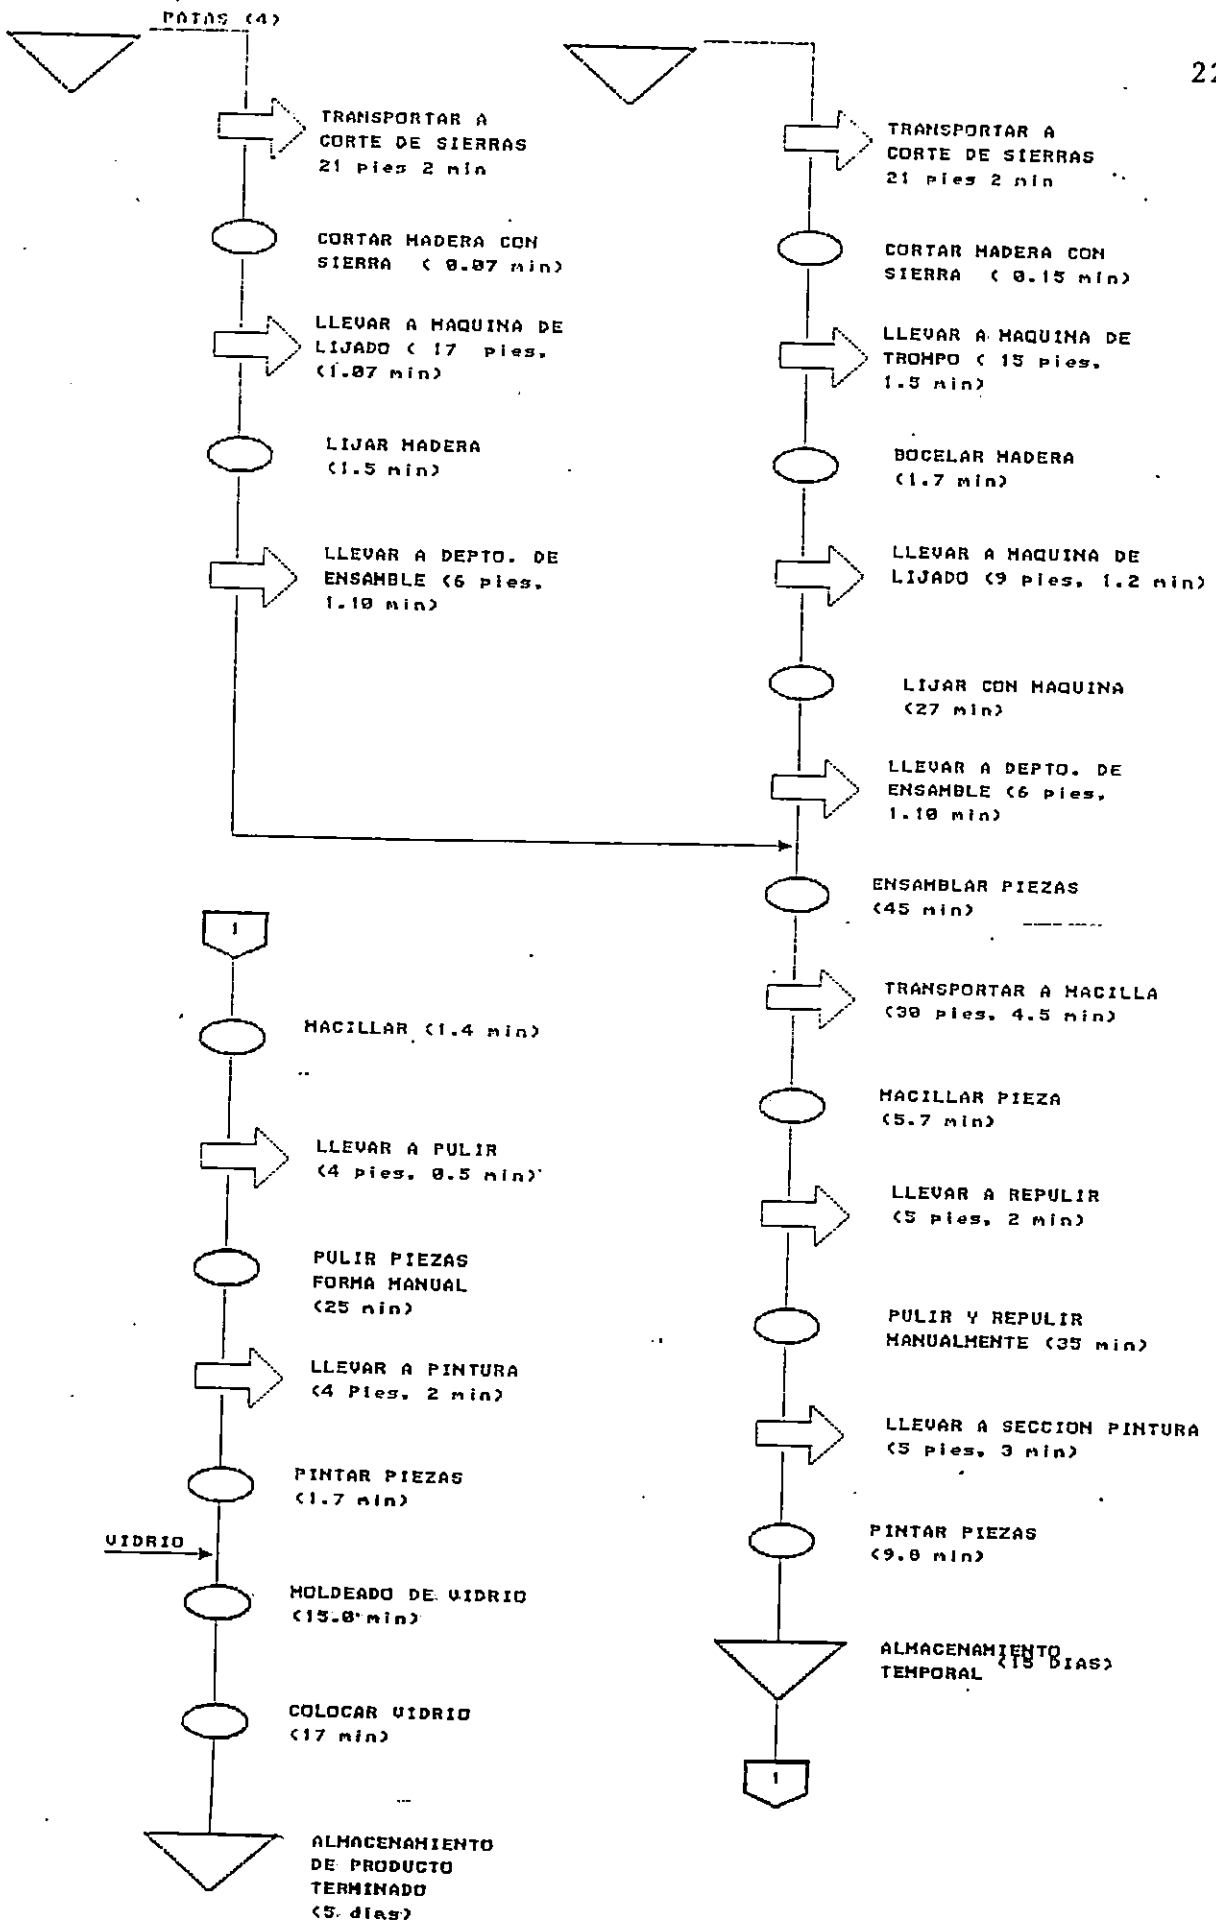 PATAS (4)
22
TRANSPORTAR A
CORTE DE SIERRAS
21 pies 2 min
CORTAR MADERA CON
SIERRA ( 0.07 min)
LLEVAR A MAQUINA DE
LIJADO ( 17 pies,
(1.07 min)
LIJAR MADERA
(1.5 min)
LLEVAR A DEPTO. DE
ENSAMBLE (6 pies,
1.10 min)
TRANSPORTAR A
CORTE DE SIERRAS
21 pies 2 min
CORTAR MADERA CON
SIERRA ( 0.15 min)
LLEVAR A MAQUINA DE
TROMPO ( 15 pies,
1.5 min)
BOCELAR MADERA
(1.7 min)
LLEVAR A MAQUINA DE
LIJADO (9 pies, 1.2 min)
LIJAR CON MAQUINA
(27 min)
LLEVAR A DEPTO. DE
ENSAMBLE (6 pies,
1.10 min)
ENSAMBLAR PIEZAS
(45 min)
TRANSPORTAR A MACILLA
(30 pies, 4.5 min)
MACILLAR PIEZA
(5.7 min)
LLEVAR A REPULIR
(5 pies, 2 min)
PULIR Y REPULIR
MANUALMENTE (35 min)
LLEVAR A SECCION PINTURA
(5 pies, 3 min)
PINTAR PIEZAS
(9.8 min)
ALMACENAMIENTO
TEMPORAL (15 DIAS)
1
1
MACILLAR (1.4 min)
LLEVAR A PULIR
(4 pies, 0.5 min)
PULIR PIEZAS
FORMA MANUAL
(25 min)
LLEVAR A PINTURA
(4 Pies, 2 min)
PINTAR PIEZAS
(1.7 min)
VIDRIO
MOLDEADO DE VIDRIO
(15.0 min)
COLOCAR VIDRIO
(17 min)
ALMACENAMIENTO
DE PRODUCTO
TERMINADO
(5. dias)